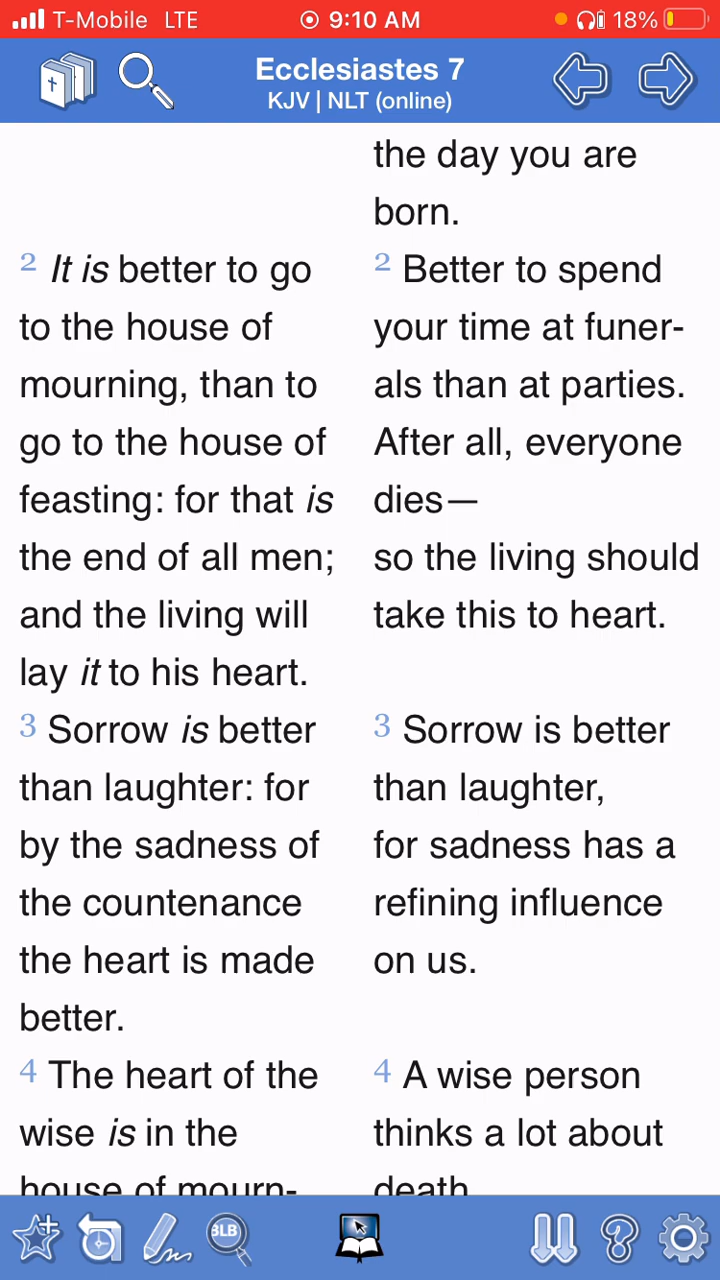 T-Mobile LTE 9:10 AM 18%
Ecclesiastes 7
KJV | NLT (online)
2 It is better to go
to the house of
mourning, than to
go to the house of
feasting: for that is
the end of all men;
and the living will
lay it to his heart.
3 Sorrow is better
than laughter: for
by the sadness of
the countenance
the heart is made
better.
4 The heart of the
wise is in the
house of mourn-
the day you are
born.
2 Better to spend
your time at funer-
als than at parties.
After all, everyone
dies—
so the living should
take this to heart.
3 Sorrow is better
than laughter,
for sadness has a
refining influence
on us.
4 A wise person
thinks a lot about
death
BLB